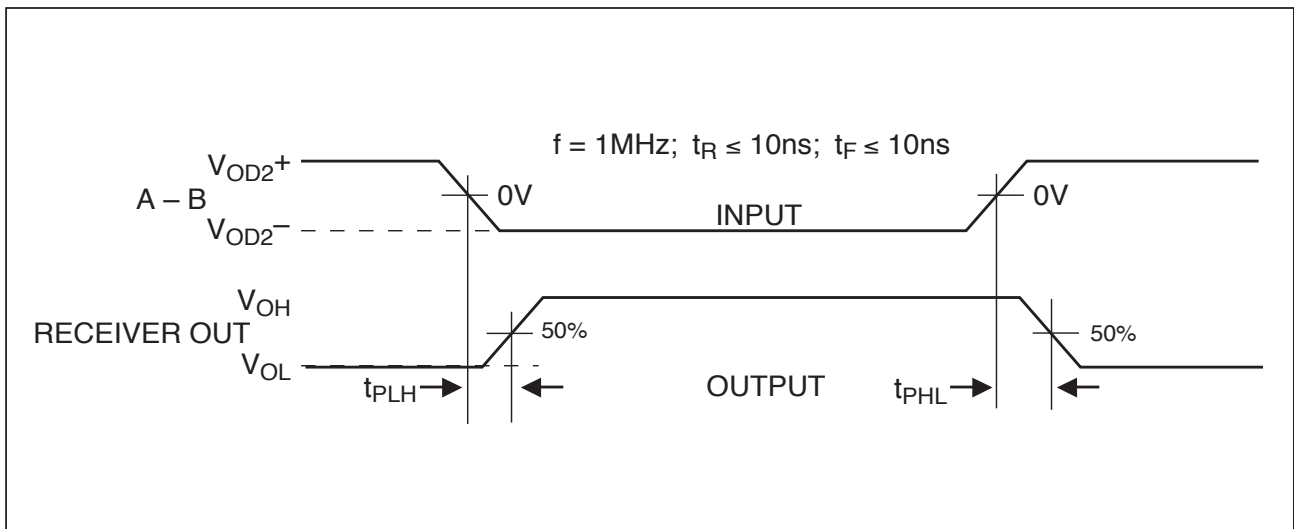 f = 1MHz; tR ≤ 10ns; tF ≤ 10ns
VOD2+
A – B
0V
INPUT
0V
VOD2–
VOH
RECEIVER OUT
50%
50%
VOL
tPLH
OUTPUT
tPHL